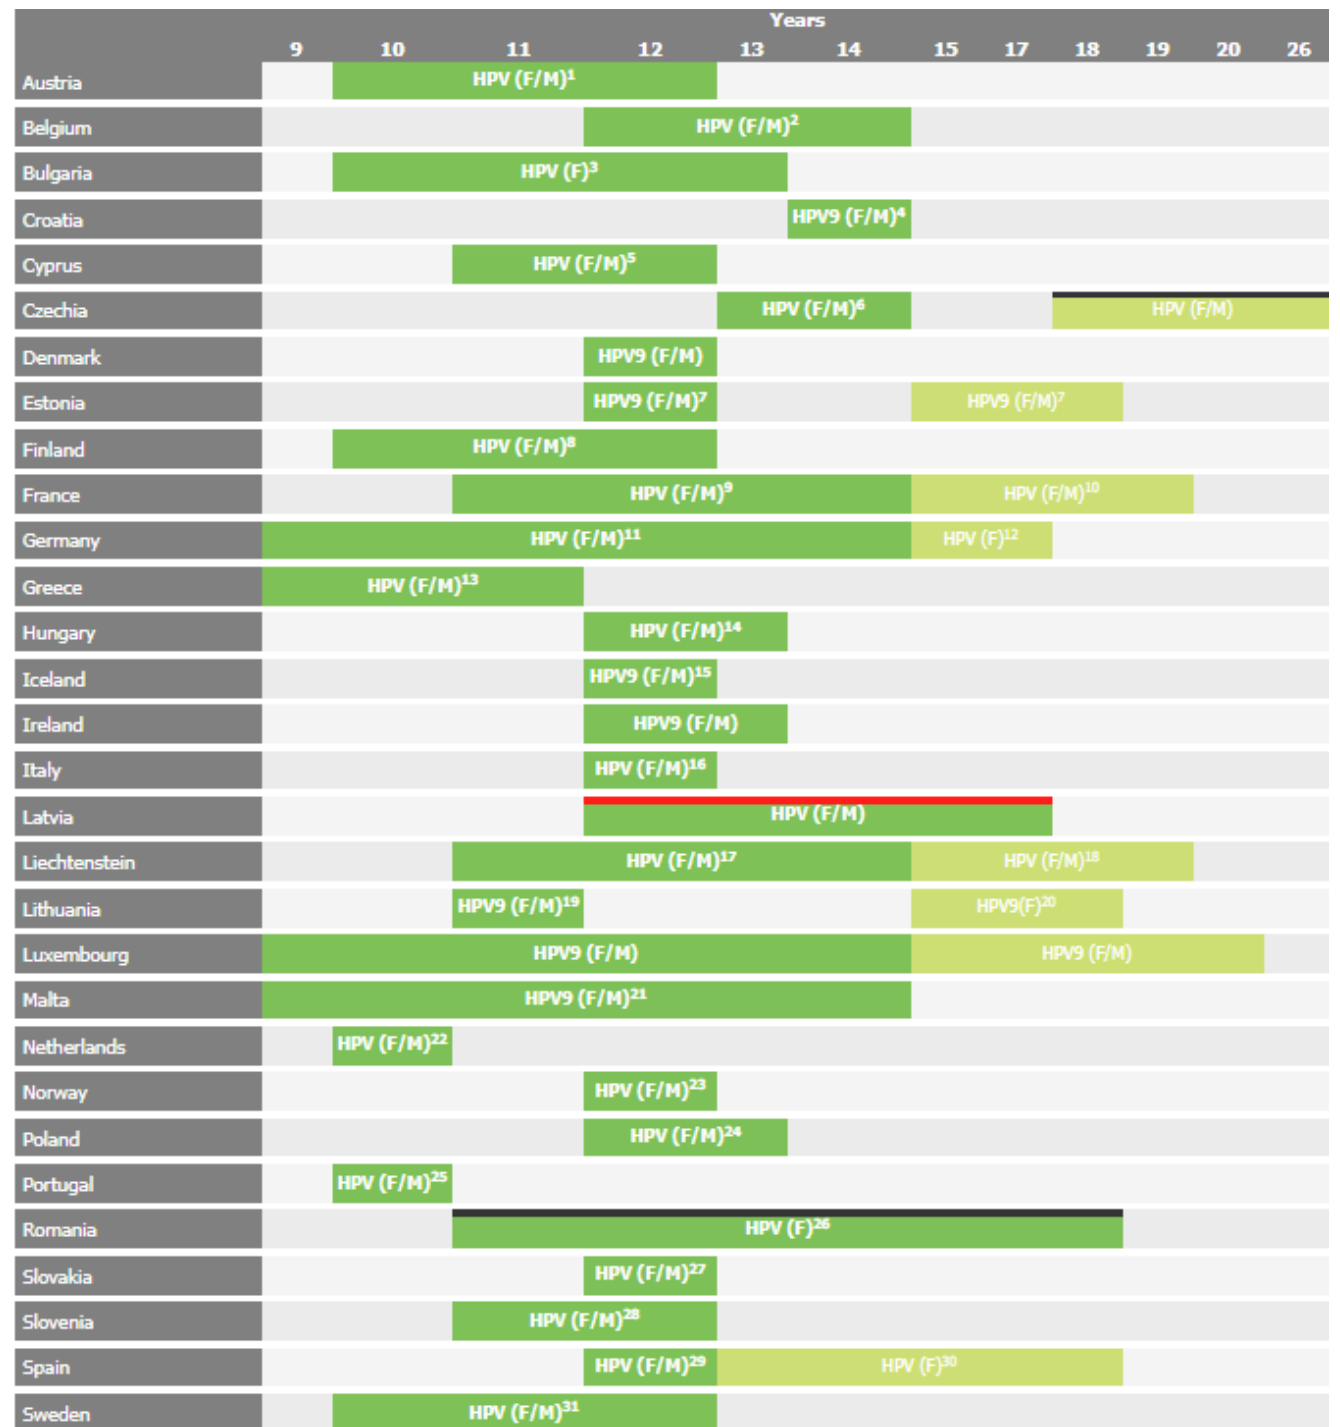 Years
9 10 11 12 13 14 15 17 18 19 20 26
Austria HPV (F/M)¹
Belgium HPV (F/M)²
Bulgaria HPV (F)³
Croatia HPV9 (F/M)⁴
Cyprus HPV (F/M)⁵
Czechia HPV (F/M)⁶ HPV (F/M)
Denmark HPV9 (F/M)
Estonia HPV9 (F/M)⁷ HPV9 (F/M)⁷
Finland HPV (F/M)⁸
France HPV (F/M)⁹ HPV (F/M)¹⁰
Germany HPV (F/M)¹¹ HPV (F)¹²
Greece HPV (F/M)¹³
Hungary HPV (F/M)¹⁴
Iceland HPV9 (F/M)¹⁵
Ireland HPV9 (F/M)
Italy HPV (F/M)¹⁶
Latvia HPV (F/M)
Liechtenstein HPV (F/M)¹⁷ HPV (F/M)¹⁸
Lithuania HPV9 (F/M)¹⁹ HPV9(F)²⁰
Luxembourg HPV9 (F/M) HPV9 (F/M)
Malta HPV9 (F/M)²¹
Netherlands HPV (F/M)²²
Norway HPV (F/M)²³
Poland HPV (F/M)²⁴
Portugal HPV (F/M)²⁵
Romania HPV (F)²⁶
Slovakia HPV (F/M)²⁷
Slovenia HPV (F/M)²⁸
Spain HPV (F/M)²⁹ HPV (F)³⁰
Sweden HPV (F/M)³¹